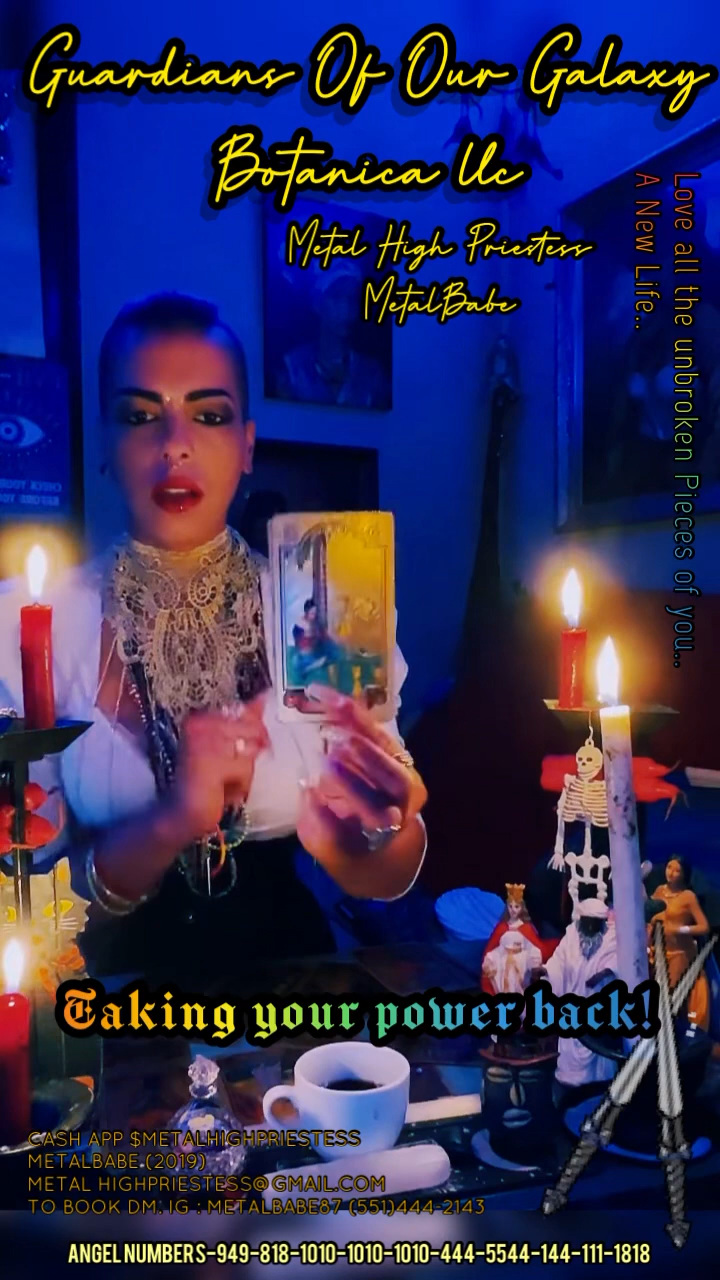 Guardians Of Our Galaxy
Botanica llc
Metal High Priestess
MetalBabe
Love all the unbroken Pieces of you..
A New Life..
Taking your power back!
CASH APP $METALHIGHPRIESTESS
METALBABE (2019)
METAL HIGHPRIESTESS@GMAIL.COM
TO BOOK DM. IG : METALBABE87 (551)444-2143
ANGEL NUMBERS-949-818-1010-1010-1010-444-5544-144-111-1818